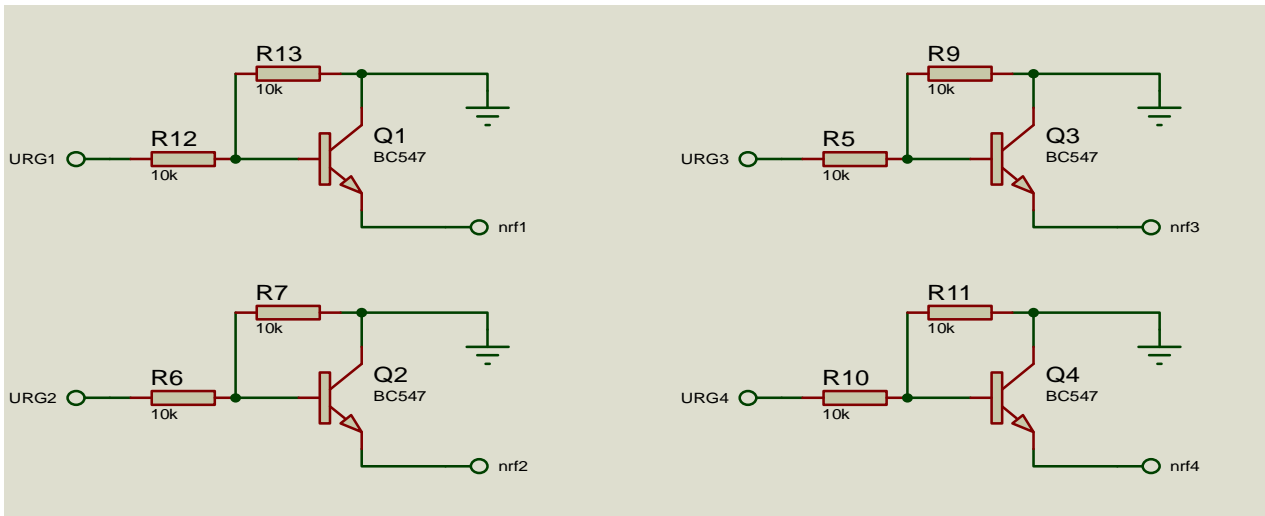 R13
10k
R12
10k
URG1
Q1
BC547
nrf1
R9
10k
R5
10k
URG3
Q3
BC547
nrf3
R7
10k
R6
10k
URG2
Q2
BC547
nrf2
R11
10k
R10
10k
URG4
Q4
BC547
nrf4